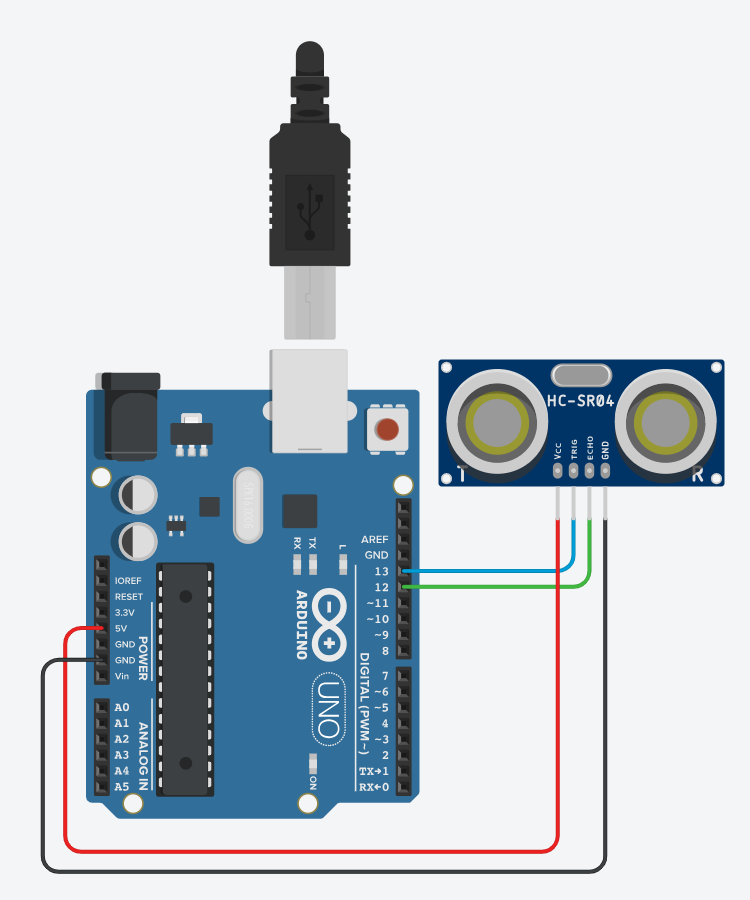 HC-SR04
VCC
TRIG
ECHO
GND
T
R
RX
TX
L
AREF
GND
13
12
~11
~10
~9
8
7
~6
~5
4
~3
2
TX→1
RX←0
DIGITAL (PWM~)
ARDUINO
UNO
ON
IOREF
RESET
3.3V
5V
GND
GND
Vin
POWER
A0
A1
A2
A3
A4
A5
ANALOG IN